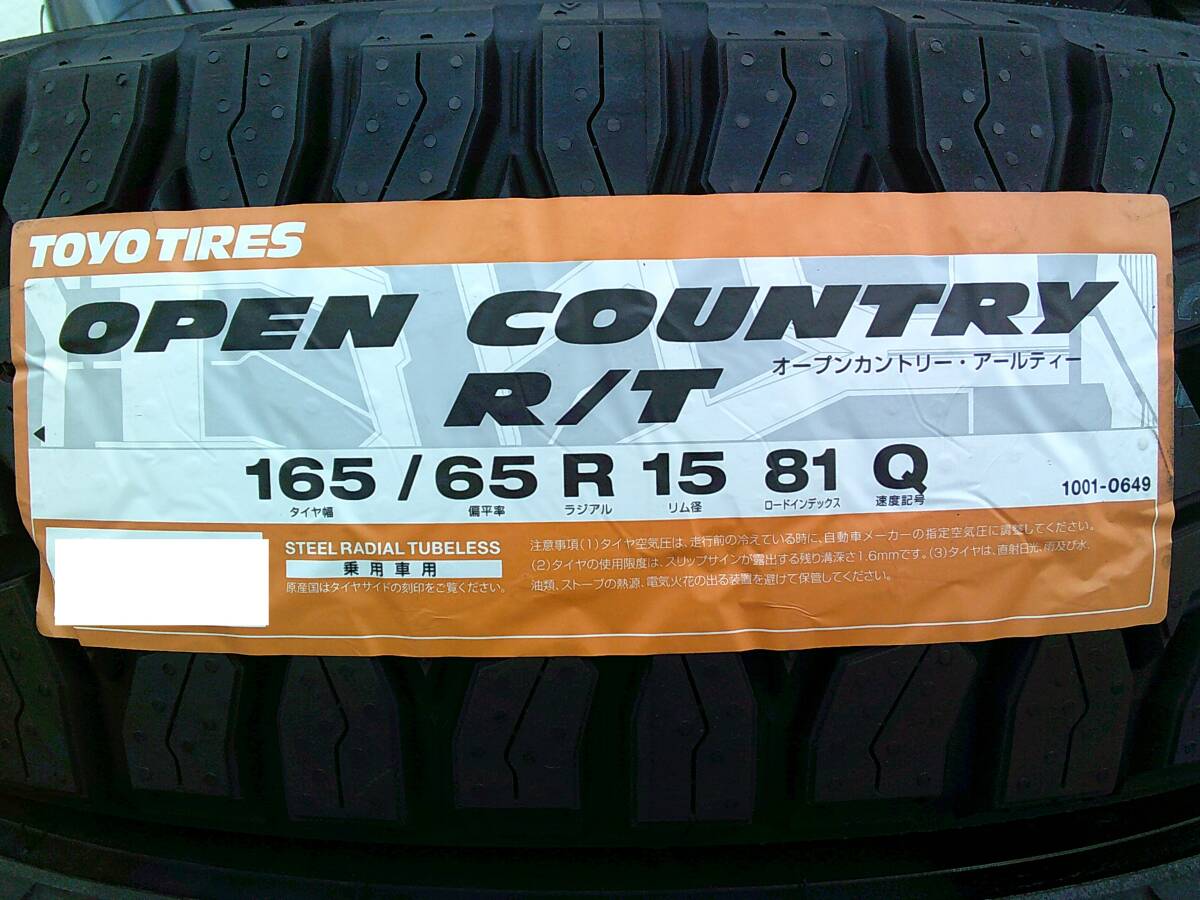 TOYO TIRES
OPEN COUNTRY
R/T
オープンカントリー・アールティー
165 / 65 R 15 81 Q
タイヤ幅 偏平率 ラジアル リム径 ロードインデックス 速度記号
1001-0649
STEEL RADIAL TUBELESS
乗用車用
原産国はタイヤサイドの刻印をご覧ください。
注意事項(1)タイヤ空気圧は、走行前の冷えている時に、自動車メーカーの指定空気圧に調整してください。
(2)タイヤの使用限度は、スリップサインが露出する残り溝深さ1.6mmです。(3)タイヤは、直射日光、雨及び水、
油類、ストーブの熱源、電気火花の出る装置を避けて保管してください。